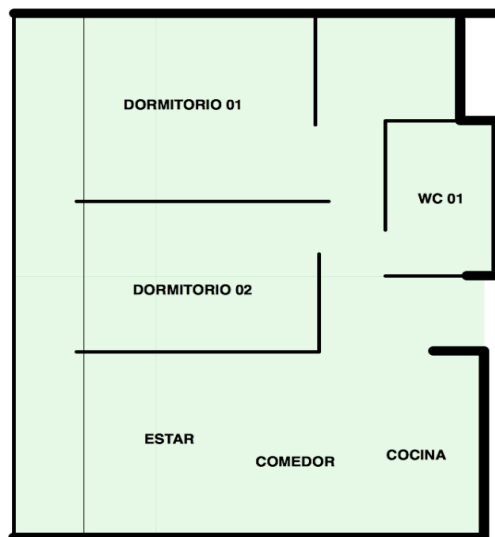 DORMITORIO 01
WC 01
DORMITORIO 02
ESTAR
COMEDOR
COCINA